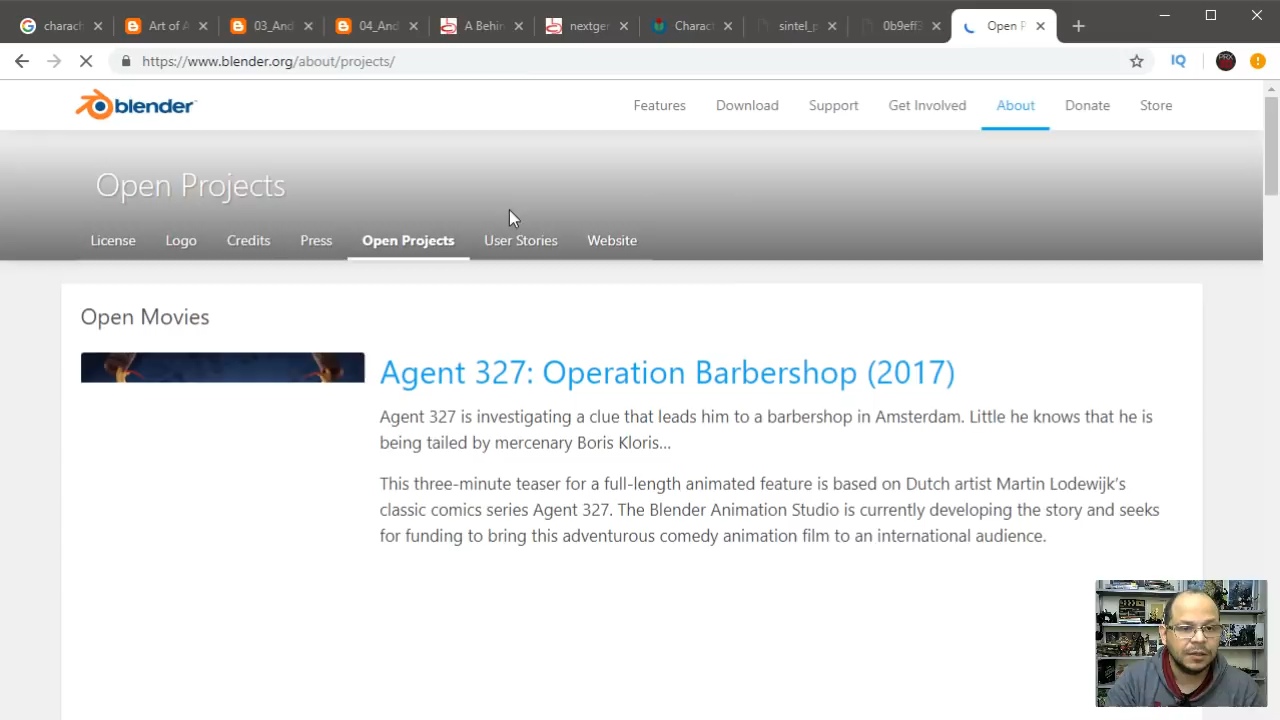 charach
Art of A
03_And
04_And
A Behin
nextger
Charact
sintel_p
0b9eff3
Open P
https://www.blender.org/about/projects/
IQ
PRX
blender
Features
Download
Support
Get Involved
About
Donate
Store
Open Projects
License
Logo
Credits
Press
Open Projects
User Stories
Website
Open Movies
Agent 327: Operation Barbershop (2017)
Agent 327 is investigating a clue that leads him to a barbershop in Amsterdam. Little he knows that he is
being tailed by mercenary Boris Kloris...
This three-minute teaser for a full-length animated feature is based on Dutch artist Martin Lodewijk's
classic comics series Agent 327. The Blender Animation Studio is currently developing the story and seeks
for funding to bring this adventurous comedy animation film to an international audience.